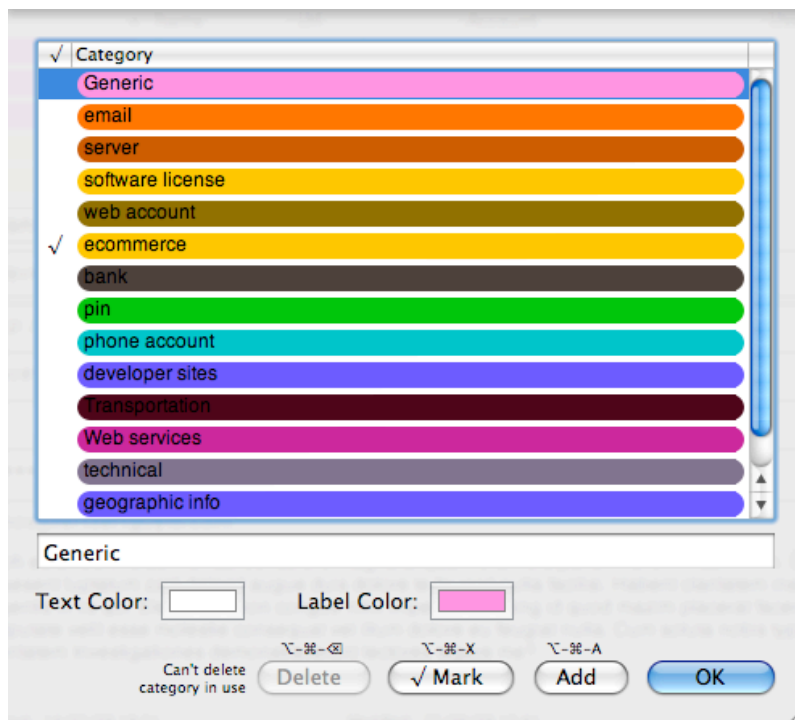 √ Category
Generic
email
server
software license
web account
√ ecommerce
bank
pin
phone account
developer sites
Transportation
Web services
technical
geographic info
Generic
Text Color: Label Color:
⌥-⌘-⌫ ⌥-⌘-X ⌥-⌘-A
Can't delete
category in use
Delete √ Mark Add OK